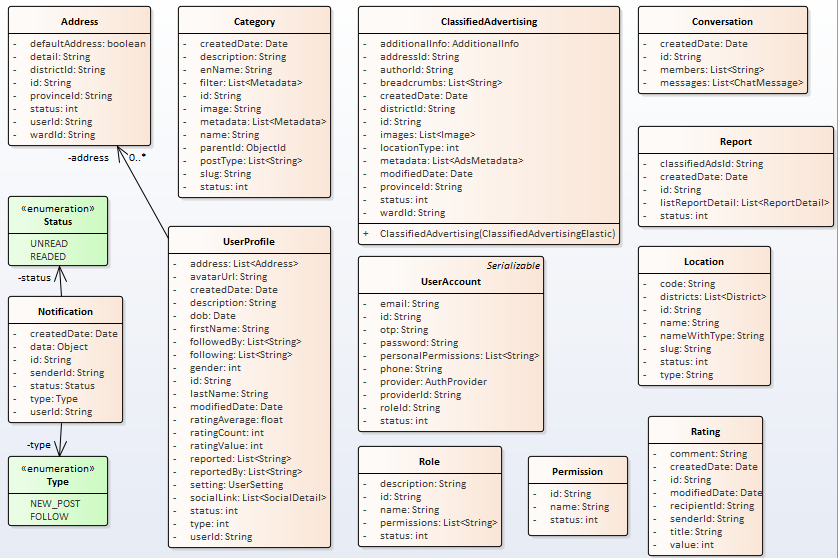 Address
- defaultAddress: boolean
- detail: String
- districtId: String
- id: String
- provinceId: String
- status: int
- userId: String
- wardId: String
-address
0..*
Category
- createdDate: Date
- description: String
- enName: String
- filter: List<Metadata>
- id: String
- image: String
- metadata: List<Metadata>
- name: String
- parentId: ObjectId
- postType: List<String>
- slug: String
- status: int
ClassifiedAdvertising
- additionalInfo: AdditionalInfo
- addressId: String
- authorId: String
- breadcrumbs: List<String>
- createdDate: Date
- districtId: String
- id: String
- images: List<Image>
- locationType: int
- metadata: List<AdsMetadata>
- modifiedDate: Date
- provinceId: String
- status: int
- wardId: String
+ ClassifiedAdvertising(ClassifiedAdvertisingElastic)
Conversation
- createdDate: Date
- id: String
- members: List<String>
- messages: List<ChatMessage>
Report
- classifiedAdsId: String
- createdDate: Date
- id: String
- listReportDetail: List<ReportDetail>
- status: int
«enumeration»
Status
UNREAD
READED
-status
Notification
- createdDate: Date
- data: Object
- id: String
- senderId: String
- status: Status
- type: Type
- userId: String
-type
«enumeration»
Type
NEW_POST
FOLLOW
UserProfile
- address: List<Address>
- avatarUrl: String
- createdDate: Date
- description: String
- dob: Date
- firstName: String
- followedBy: List<String>
- following: List<String>
- gender: int
- id: String
- lastName: String
- modifiedDate: Date
- ratingAverage: float
- ratingCount: int
- ratingValue: int
- reported: List<String>
- reportedBy: List<String>
- setting: UserSetting
- socialLink: List<SocialDetail>
- status: int
- type: int
- userId: String
Serializable
UserAccount
- email: String
- id: String
- otp: String
- password: String
- personalPermissions: List<String>
- phone: String
- provider: AuthProvider
- providerId: String
- roleId: String
- status: int
Location
- code: String
- districts: List<District>
- id: String
- name: String
- nameWithType: String
- slug: String
- status: int
- type: String
Role
- description: String
- id: String
- name: String
- permissions: List<String>
- status: int
Permission
- id: String
- name: String
- status: int
Rating
- comment: String
- createdDate: Date
- id: String
- modifiedDate: Date
- recipientId: String
- senderId: String
- title: String
- value: int